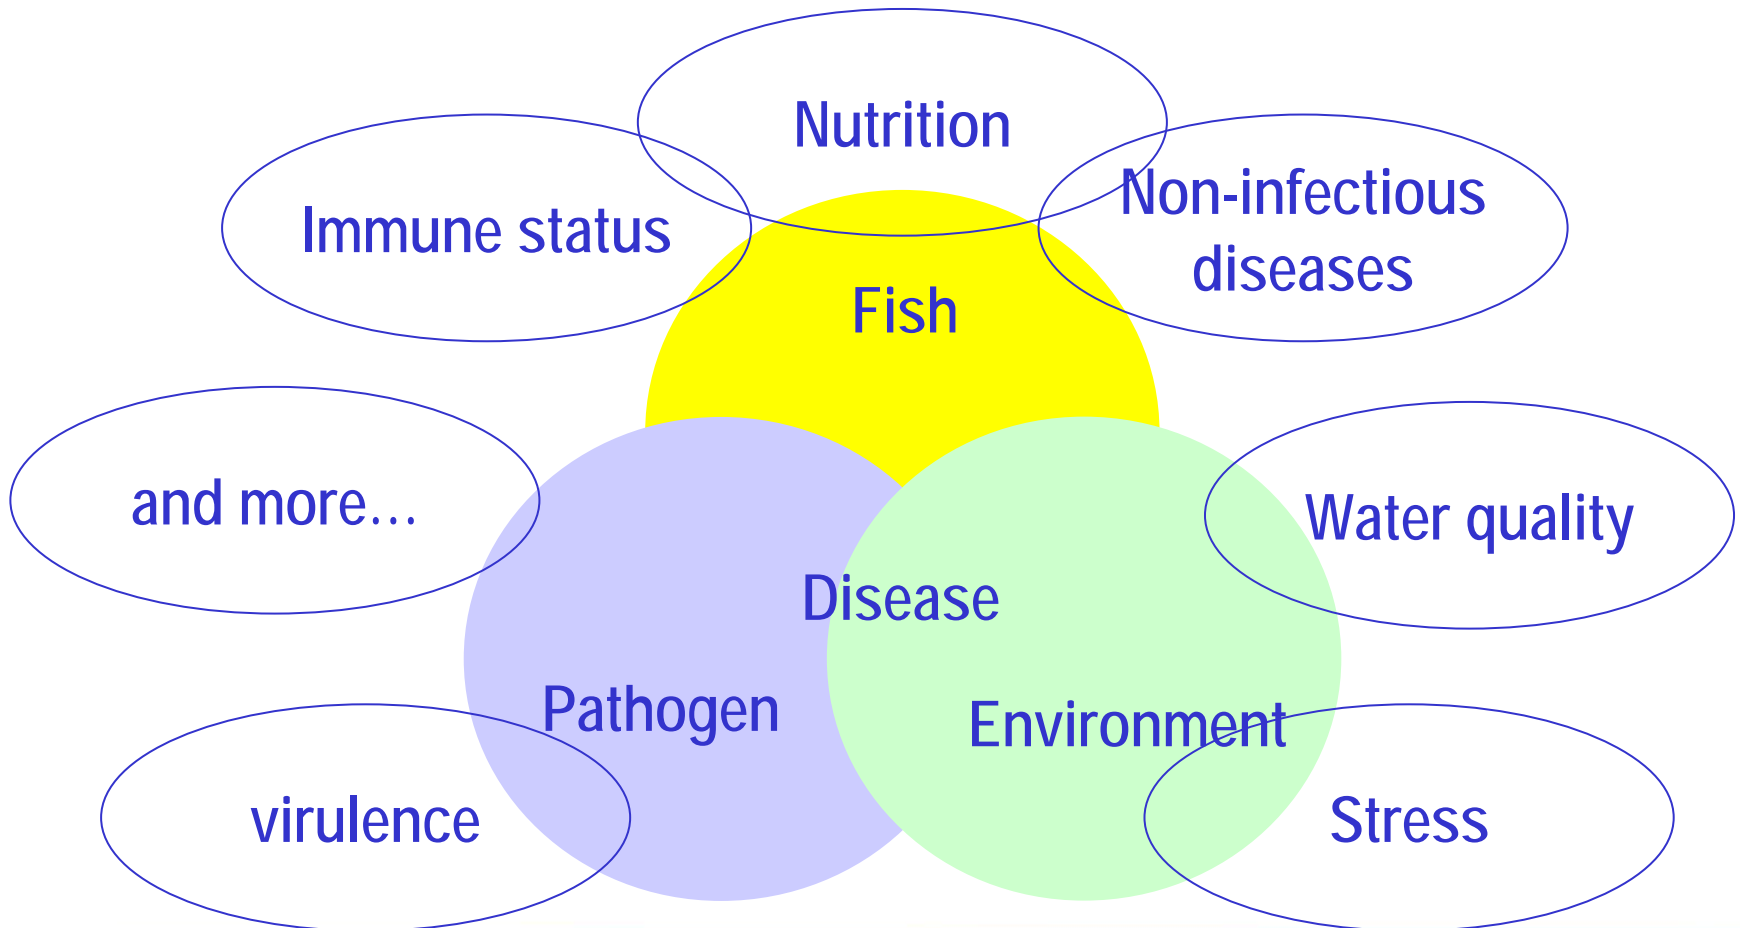 Nutrition
Immune status
Non-infectious
diseases
Fish
and more…
Water quality
Disease
Pathogen
Environment
virulence
Stress